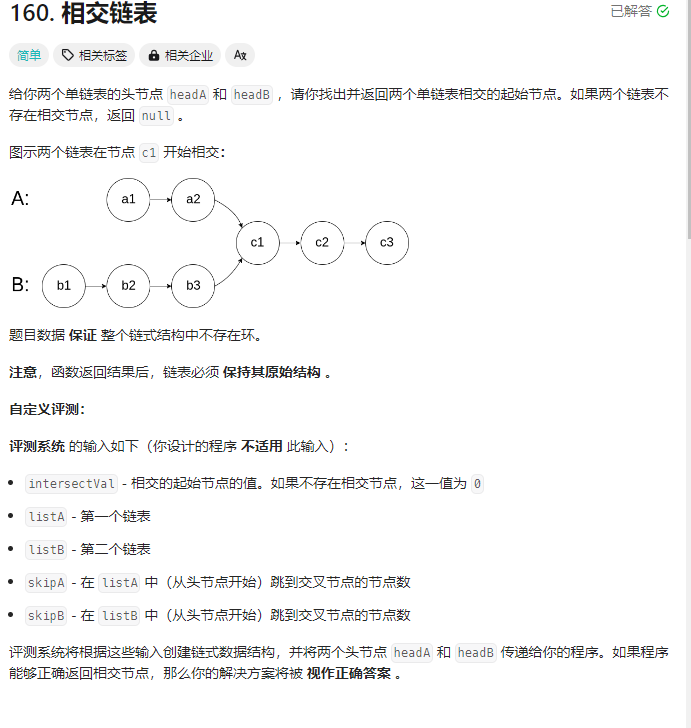 160. 相交链表
已解答
简单 相关标签 相关企业 Az
给你两个单链表的头节点 headA 和 headB ，请你找出并返回两个单链表相交的起始节点。如果两个链表不
存在相交节点，返回 null 。
图示两个链表在节点 c1 开始相交：
A: a1 a2
c1 c2 c3
B: b1 b2 b3
题目数据 保证 整个链式结构中不存在环。
注意，函数返回结果后，链表必须 保持其原始结构 。
自定义评测：
评测系统 的输入如下（你设计的程序 不适用 此输入）：
intersectVal - 相交的起始节点的值。如果不存在相交节点，这一值为 0
listA - 第一个链表
listB - 第二个链表
skipA - 在 listA 中（从头节点开始）跳到交叉节点的节点数
skipB - 在 listB 中（从头节点开始）跳到交叉节点的节点数
评测系统将根据这些输入创建链式数据结构，并将两个头节点 headA 和 headB 传递给你的程序。如果程序
能够正确返回相交节点，那么你的解决方案将被 视作正确答案 。